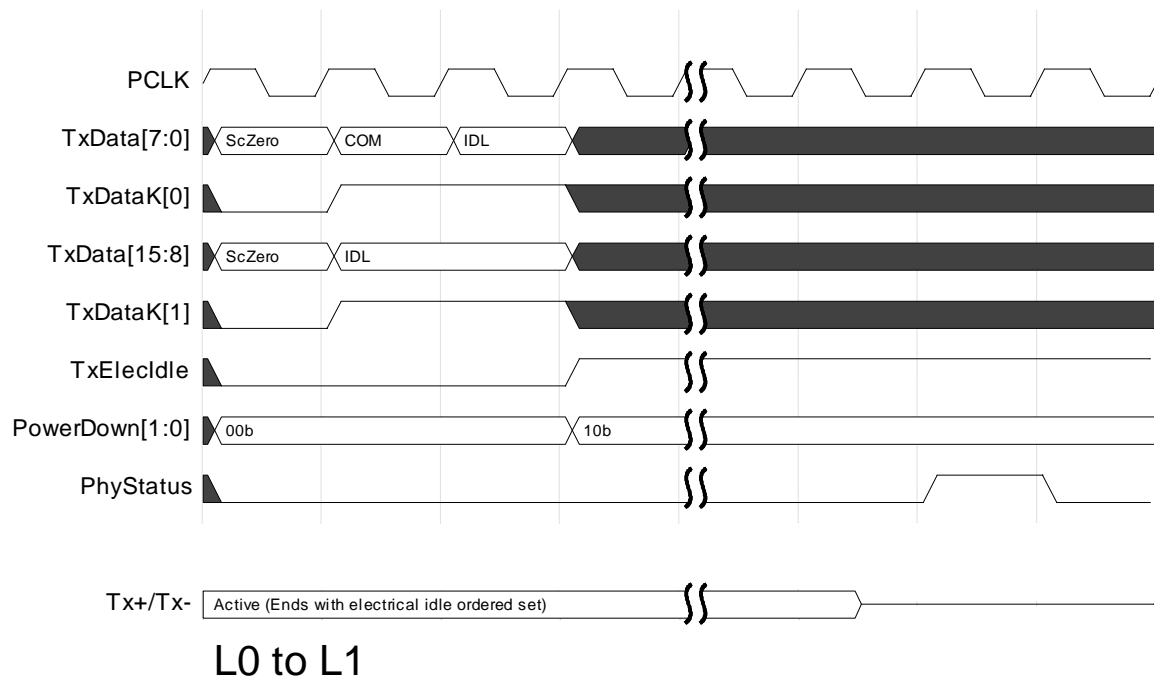 PCLK
TxData[7:0] ScZero COM IDL
TxDataK[0]
TxData[15:8] ScZero IDL
TxDataK[1]
TxElecIdle
PowerDown[1:0] 00b 10b
PhyStatus
Tx+/Tx- Active (Ends with electrical idle ordered set)
L0 to L1